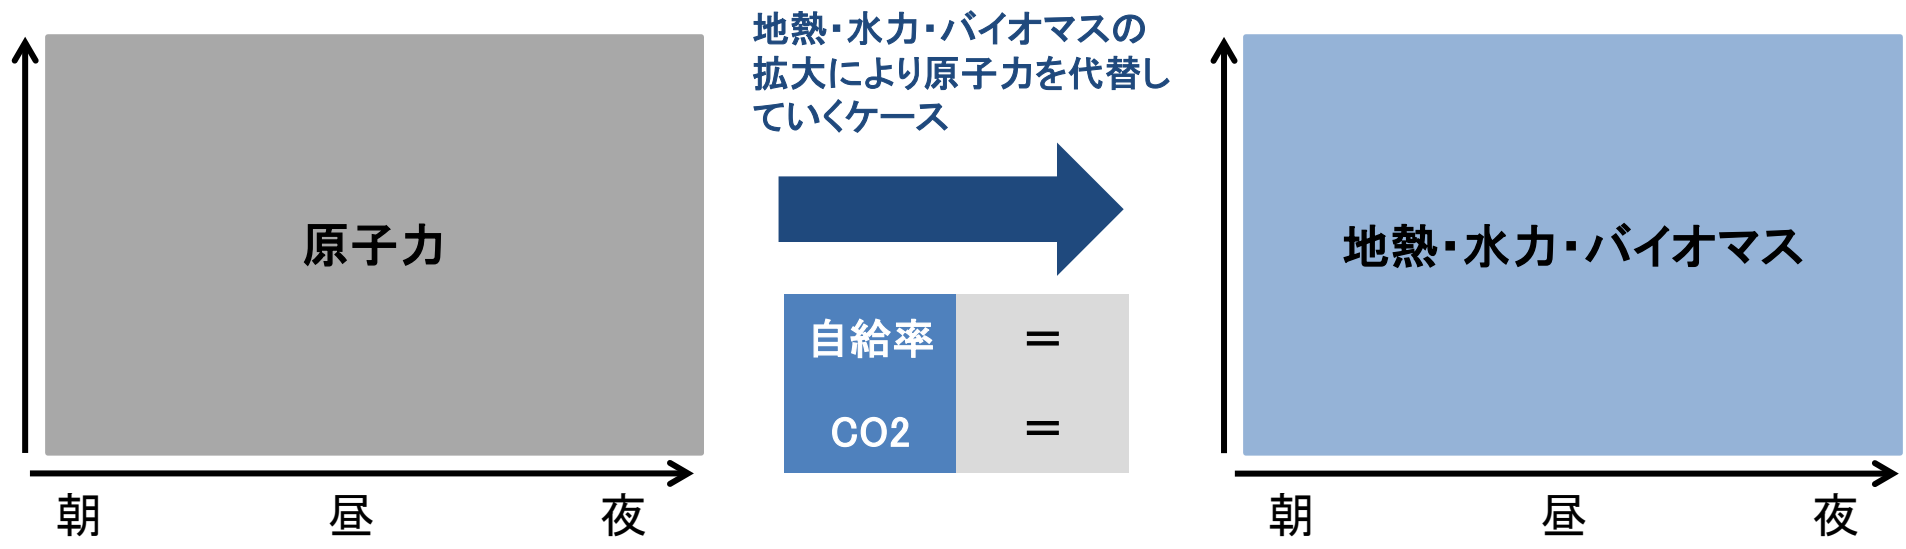 地熱・水力・バイオマスの
拡大により原子力を代替し
ていくケース
原子力
地熱・水力・バイオマス
自給率 =
CO2 =
朝 昼 夜
朝 昼 夜